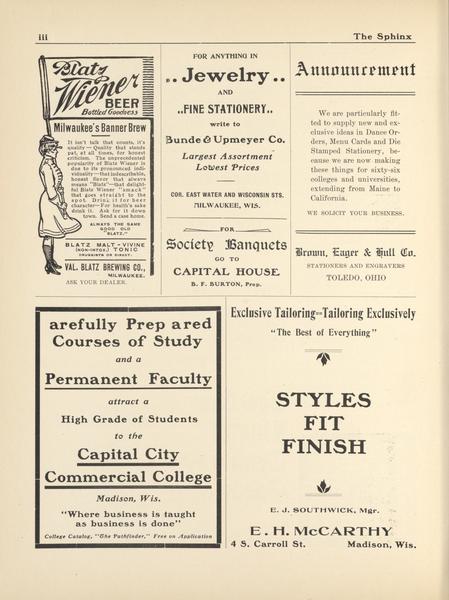 iii
The Sphinx
Blatz
Wiener
BEER
Bottled Goodness
Milwaukee's Banner Brew
It isn't talk that counts, it's
quality—Quality that stands
pat, at all times, for honest
criticism. The unprecedented
popularity of Blatz Wiener is
due to its pronounced indi-
viduality—that indescribable,
honest flavor that always
means "Blatz"—that delight-
ful Blatz Wiener "smack"
that goes straight to the
spot. Drink it for beer
character—For health's sake
drink it. Ask for it down
town. Send a case home.
ALWAYS THE SAME
GOOD OLD
"BLATZ."
BLATZ MALT-VIVINE
(NON-INTOX.) TONIC
DRUGGISTS OR DIRECT.
VAL. BLATZ BREWING CO.,
MILWAUKEE.
ASK YOUR DEALER.
FOR ANYTHING IN
..Jewelry..
AND
..FINE STATIONERY..
write to
Bunde & Upmeyer Co.
Largest Assortment
Lowest Prices
COR. EAST WATER AND WISCONSIN STS.
MILWAUKEE, WIS.
FOR
Society Banquets
GO TO
CAPITAL HOUSE
B. F. BURTON, Prop.
Announcement
We are particularly fit-
ted to supply new and ex-
clusive ideas in Dance Or-
ders, Menu Cards and Die
Stamped Stationery, be-
cause we are now making
these things for sixty-six
colleges and universities,
extending from Maine to
California.
WE SOLICIT YOUR BUSINESS.
Brown, Eager & Hull Co.
STATIONERS AND ENGRAVERS
TOLEDO, OHIO
arefully Prep ared
Courses of Study
and a
Permanent Faculty
attract a
High Grade of Students
to the
Capital City
Commercial College
Madison, Wis.
"Where business is taught
as business is done"
College Catalog, "The Pathfinder," Free on Application
Exclusive Tailoring--Tailoring Exclusively
"The Best of Everything"
STYLES
FIT
FINISH
E. J. SOUTHWICK, Mgr.
E. H. McCARTHY
4 S. Carroll St. Madison, Wis.